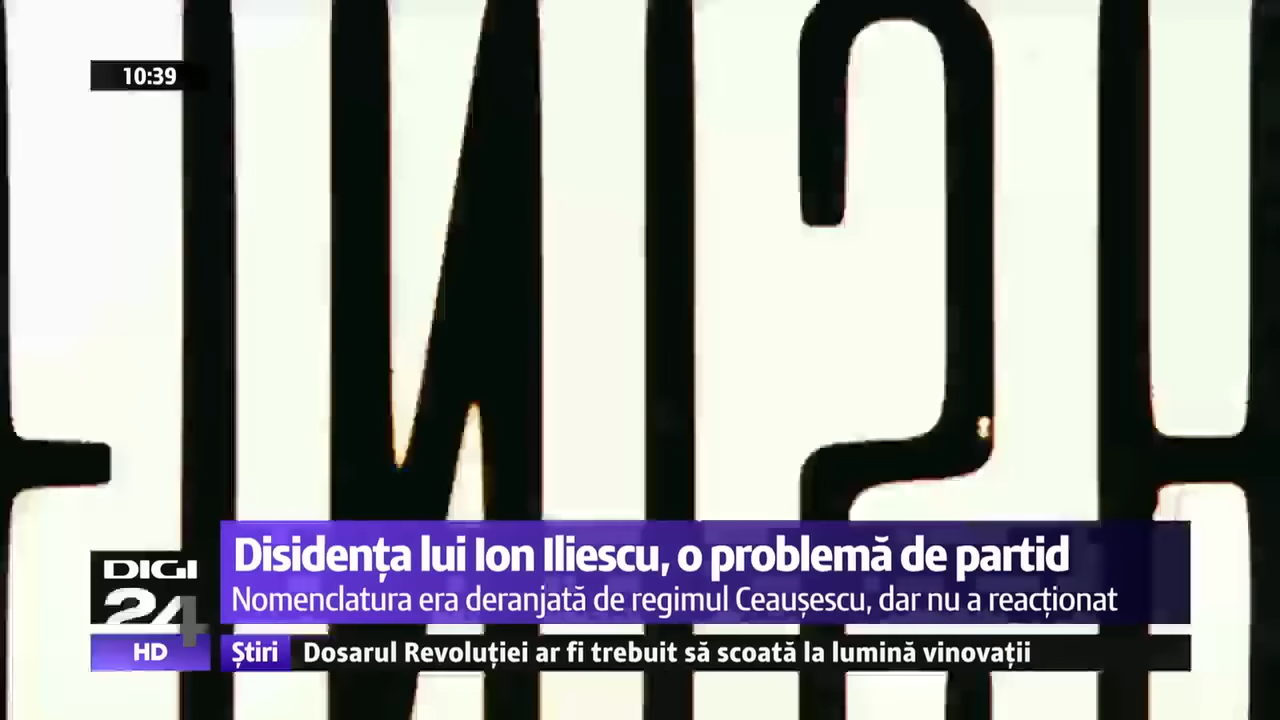 10:39
Disidența lui Ion Iliescu, o problemă de partid
Nomenclatura era deranjată de regimul Ceaușescu, dar nu a reacționat
DIGI
24
HD
Știri
Dosarul Revoluției ar fi trebuit să scoată la lumină vinovații